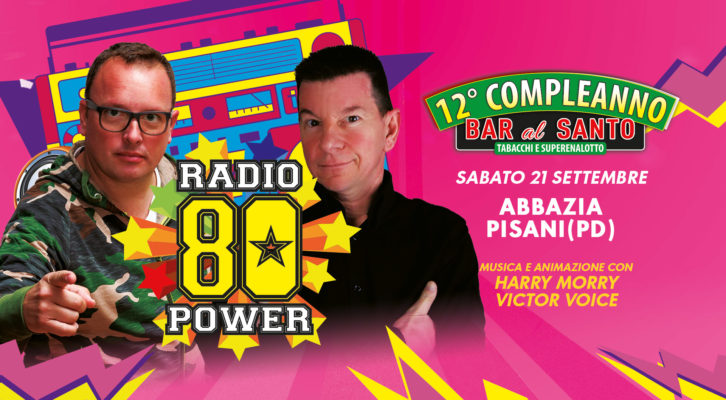 RADIO
80
POWER
12° COMPLEANNO
BAR al SANTO
TABACCHI E SUPERENALOTTO
SABATO 21 SETTEMBRE
ABBAZIA
PISANI(PD)
MUSICA E ANIMAZIONE CON
HARRY MORRY
VICTOR VOICE